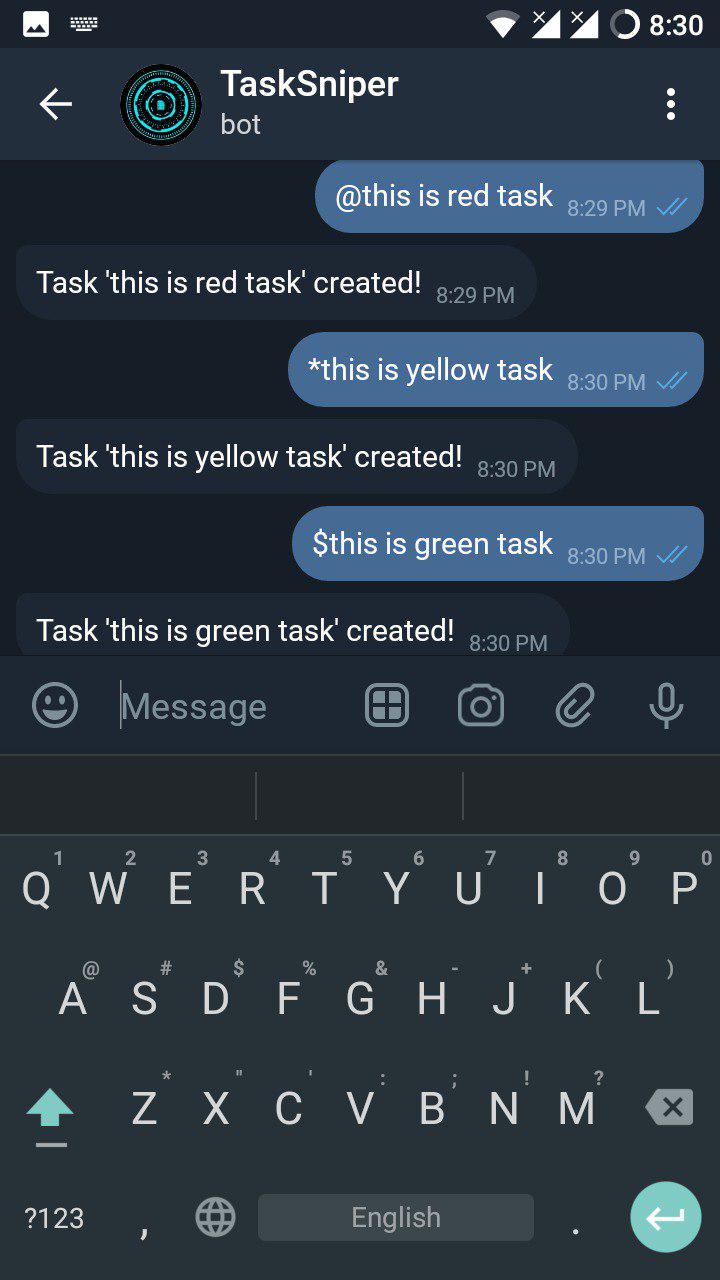 8:30
TaskSniper
bot
@this is red task 8:29 PM
Task 'this is red task' created! 8:29 PM
*this is yellow task 8:30 PM
Task 'this is yellow task' created! 8:30 PM
$this is green task 8:30 PM
Task 'this is green task' created! 8:30 PM
Message
1 2 3 4 5 6 7 8 9 0
Q W E R T Y U I O P
@ # $ % & - + ( )
A S D F G H J K L
* " ' : ; ! ?
Z X C V B N M
?123 , English .